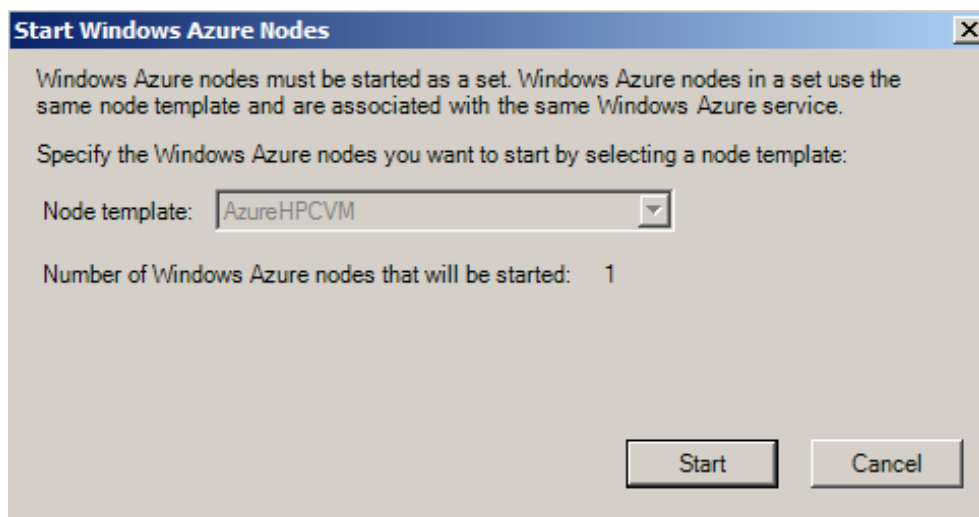 Start Windows Azure Nodes
Windows Azure nodes must be started as a set. Windows Azure nodes in a set use the
same node template and are associated with the same Windows Azure service.
Specify the Windows Azure nodes you want to start by selecting a node template:
Node template: AzureHPCVM
Number of Windows Azure nodes that will be started: 1
Start Cancel